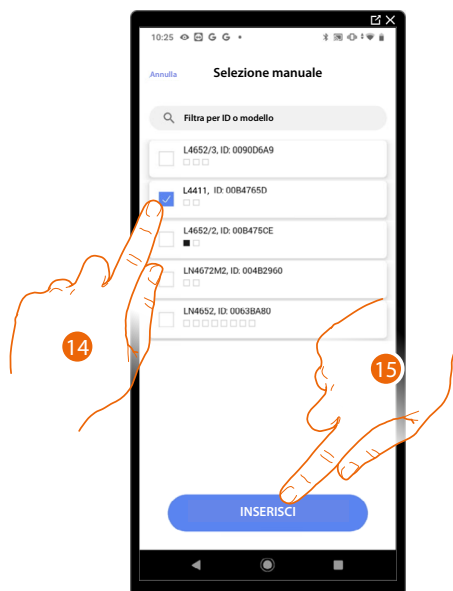 10:25 G G •
Annulla Selezione manuale
Filtra per ID o modello
L4652/3, ID: 0090D6A9
L4411, ID: 00B4765D
L4652/2, ID: 00B475CE
LN4672M2, ID: 004B2960
LN4652, ID: 0063BA80
14
15
INSERISCI